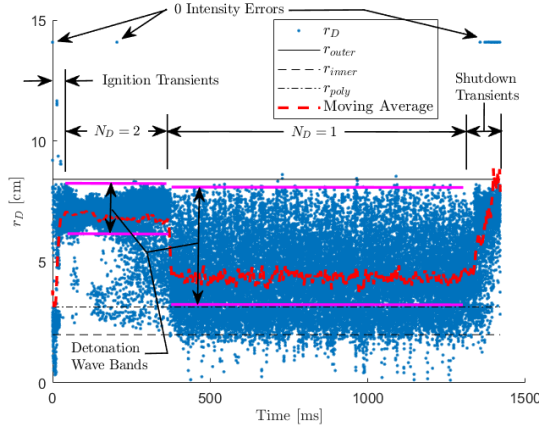 0 Intensity Errors
r_D
r_outer
r_inner
r_poly
Moving Average
Ignition Transients
Shutdown
Transients
N_D = 2
N_D = 1
Detonation
Wave Bands
15
10
5
0
r_D [cm]
0
500
1000
1500
Time [ms]